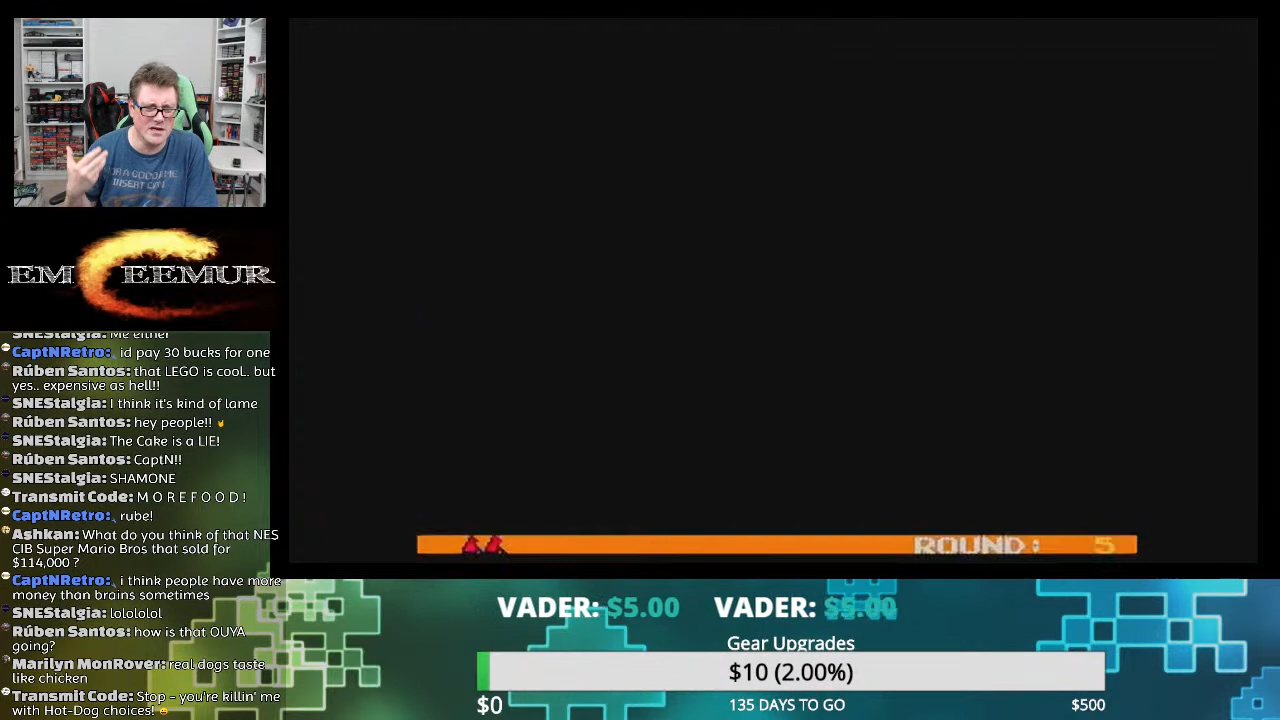 INSERT COIN
EMCEEMUR
SNEStalgia: Me either
CaptNRetro: id pay 30 bucks for one
Rúben Santos: that LEGO is cool.. but
yes.. expensive as hell!!
SNEStalgia: I think it's kind of lame
Rúben Santos: hey people!!
SNEStalgia: The Cake is a LIE!
Rúben Santos: CaptN!!
SNEStalgia: SHAMONE
Transmit Code: M O R E F O O D !
CaptNRetro: rube!
Ashkan: What do you think of that NES
CIB Super Mario Bros that sold for
$114,000 ?
CaptNRetro: i think people have more
money than brains sometimes
SNEStalgia: lolololol
Rúben Santos: how is that OUYA
going?
Marilyn MonRover: real dogs taste
like chicken
Transmit Code: Stop - you're killin' me
with Hot-Dog choices!
ROUND: 5
VADER: $5.00 VADER: $5.00
Gear Upgrades
$10 (2.00%)
$0 135 DAYS TO GO $500